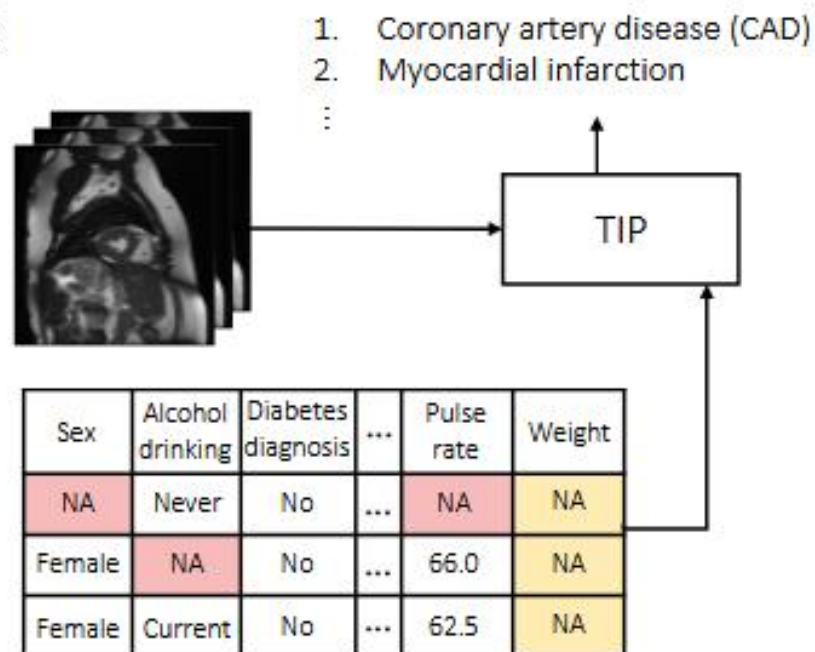 1. Coronary artery disease (CAD)
2. Myocardial infarction
⋮
TIP
Sex Alcohol drinking Diabetes diagnosis ... Pulse rate Weight
NA Never No ... NA NA
Female NA No ... 66.0 NA
Female Current No ... 62.5 NA